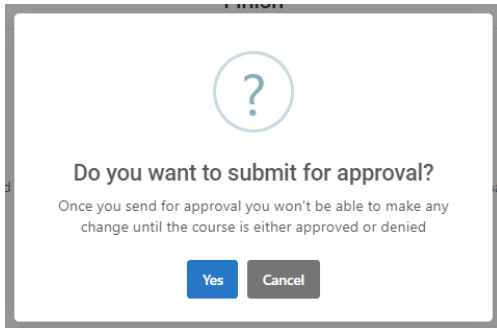 ?
Do you want to submit for approval?
Once you send for approval you won't be able to make any
change until the course is either approved or denied
Yes
Cancel